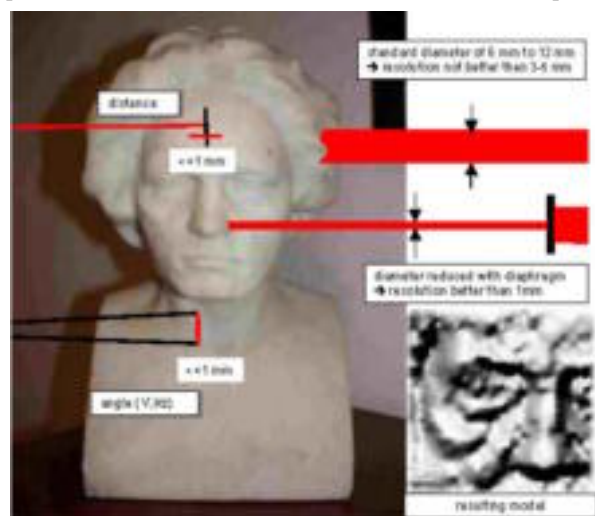 standard diameter of 6 mm to 12 mm
➔ resolution not better than 3-6 mm
distance
<<1 mm
diameter reduced with diaphragm
➔ resolution better than 1mm
<<1 mm
angle (V,Hz)
resulting model